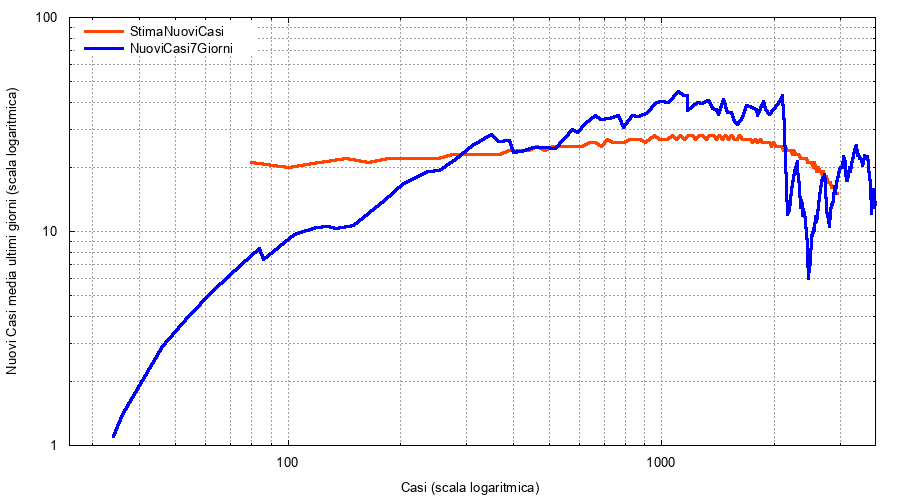 100
StimaNuoviCasi
NuoviCasi7Giorni
Nuovi Casi media ultimi giorni (scala logaritmica)
10
1
100
1000
Casi (scala logaritmica)